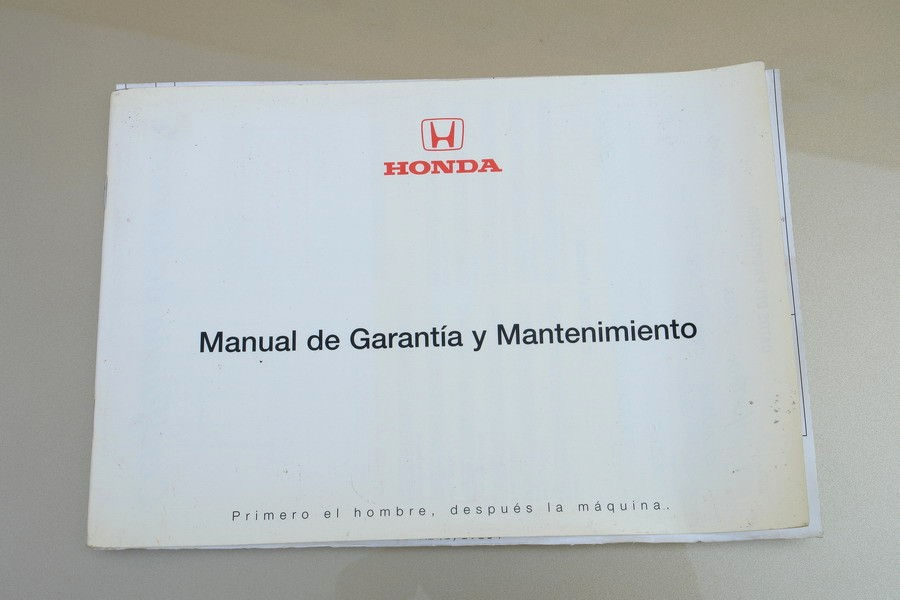 HONDA
Manual de Garantía y Mantenimiento
Primero el hombre, después la máquina.